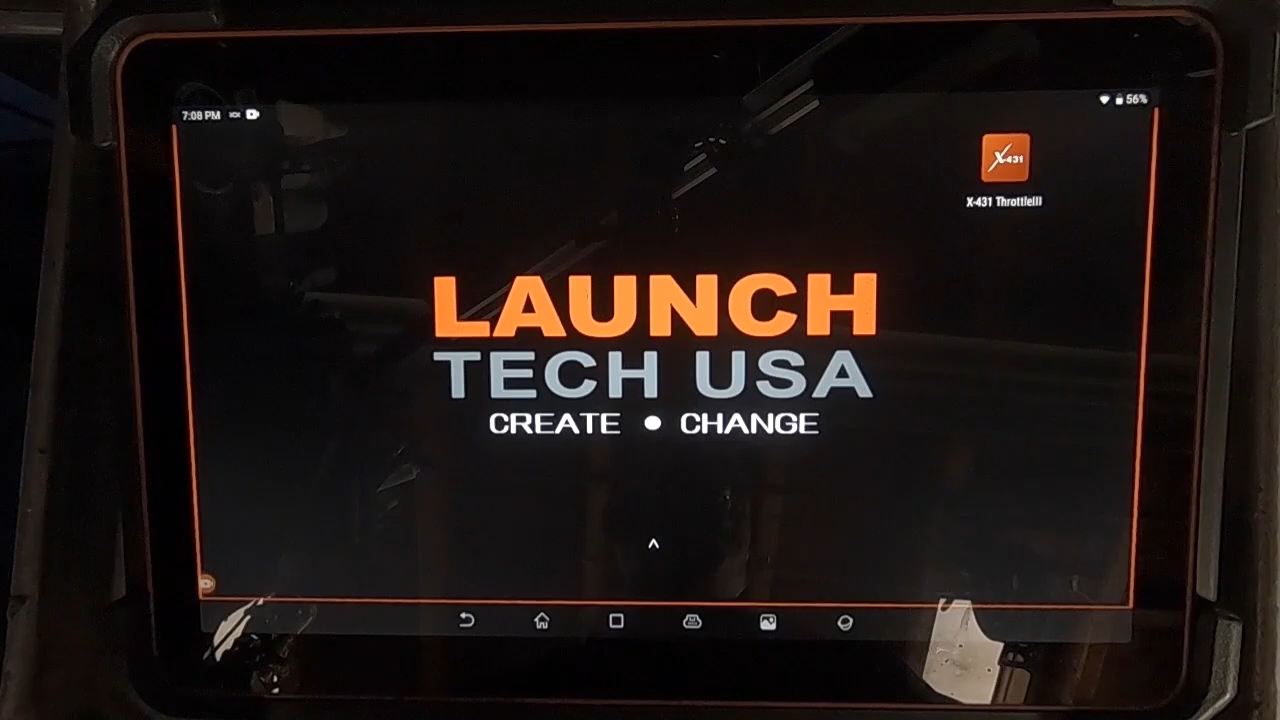 7:08 PM
56%
X-431
X-431 ThrottleIII
LAUNCH
TECH USA
CREATE • CHANGE